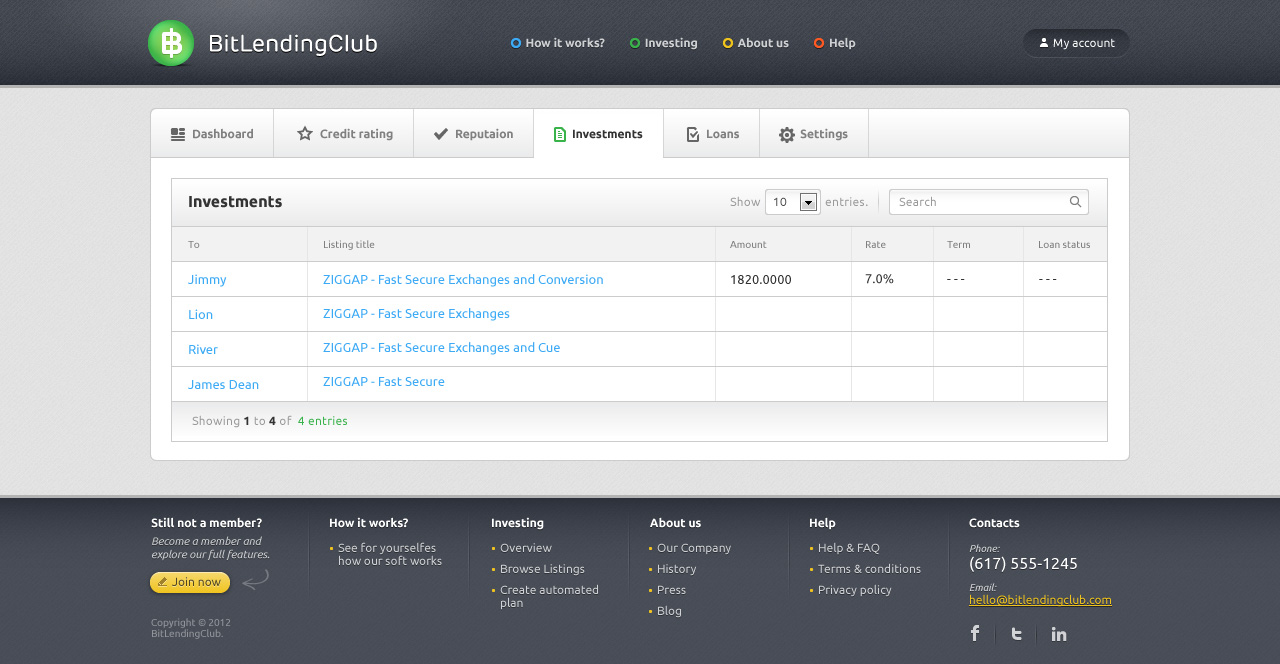 BitLendingClub
How it works? Investing About us Help
My account
Dashboard Credit rating Reputaion Investments Loans Settings
Investments
Show 10 entries. Search
To Listing title Amount Rate Term Loan status
Jimmy ZIGGAP - Fast Secure Exchanges and Conversion 1820.0000 7.0% --- ---
Lion ZIGGAP - Fast Secure Exchanges
River ZIGGAP - Fast Secure Exchanges and Cue
James Dean ZIGGAP - Fast Secure
Showing 1 to 4 of 4 entries
Still not a member?
Become a member and
explore our full features.
Join now
Copyright © 2012
BitLendingClub.
How it works?
See for yourselfes
how our soft works
Investing
Overview
Browse Listings
Create automated
plan
About us
Our Company
History
Press
Blog
Help
Help & FAQ
Terms & conditions
Privacy policy
Contacts
Phone:
(617) 555-1245
Email:
hello@bitlendingclub.com